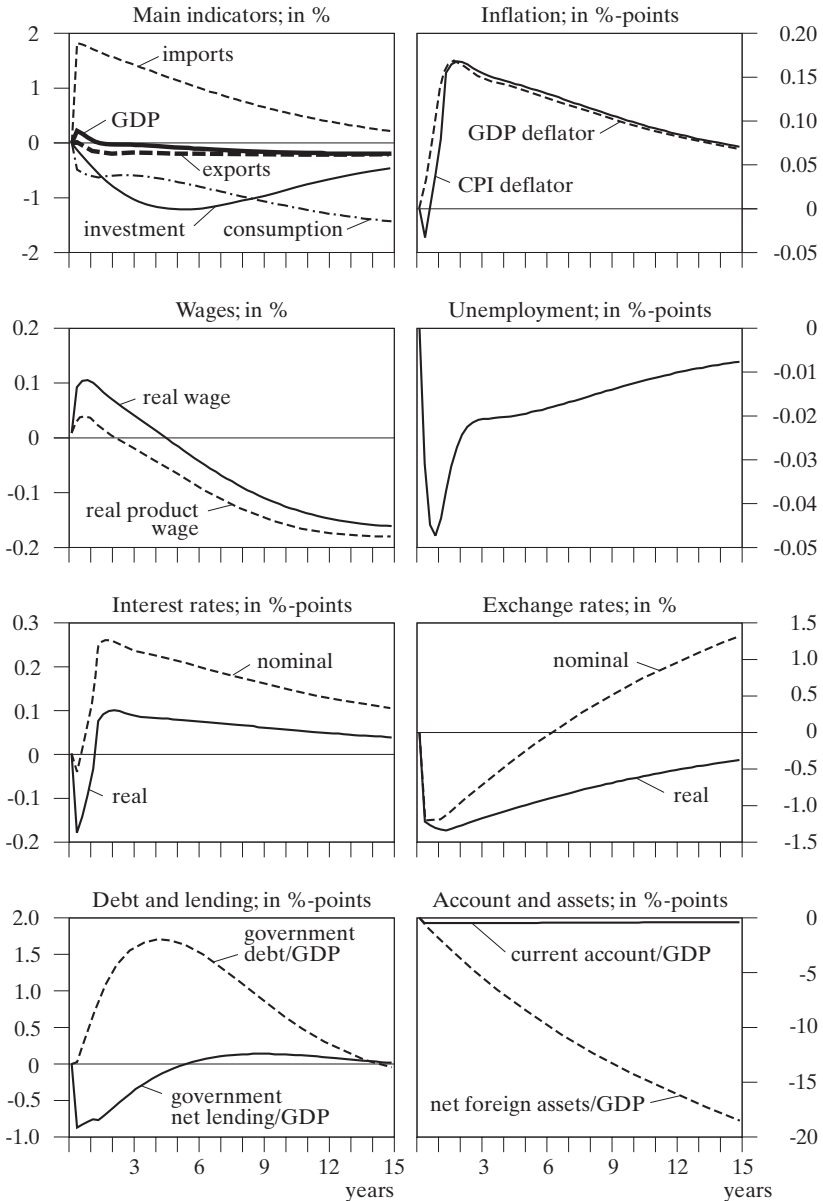 Main indicators; in %
2
1
0
-1
-2
imports
GDP
exports
investment
consumption
Inflation; in %-points
0.20
0.15
0.10
0.05
0
-0.05
GDP deflator
CPI deflator
Wages; in %
0.2
0.1
0
-0.1
-0.2
real wage
real product
wage
Unemployment; in %-points
0
-0.01
-0.02
-0.03
-0.04
-0.05
Interest rates; in %-points
0.3
0.2
0.1
0
-0.1
-0.2
nominal
real
Exchange rates; in %
1.5
1.0
0.5
0
-0.5
-1.0
-1.5
nominal
real
Debt and lending; in %-points
2.0
1.5
1.0
0.5
0
-0.5
-1.0
government
debt/GDP
government
net lending/GDP
3 6 9 12 15
years
Account and assets; in %-points
0
-5
-10
-15
-20
current account/GDP
net foreign assets/GDP
3 6 9 12 15
years